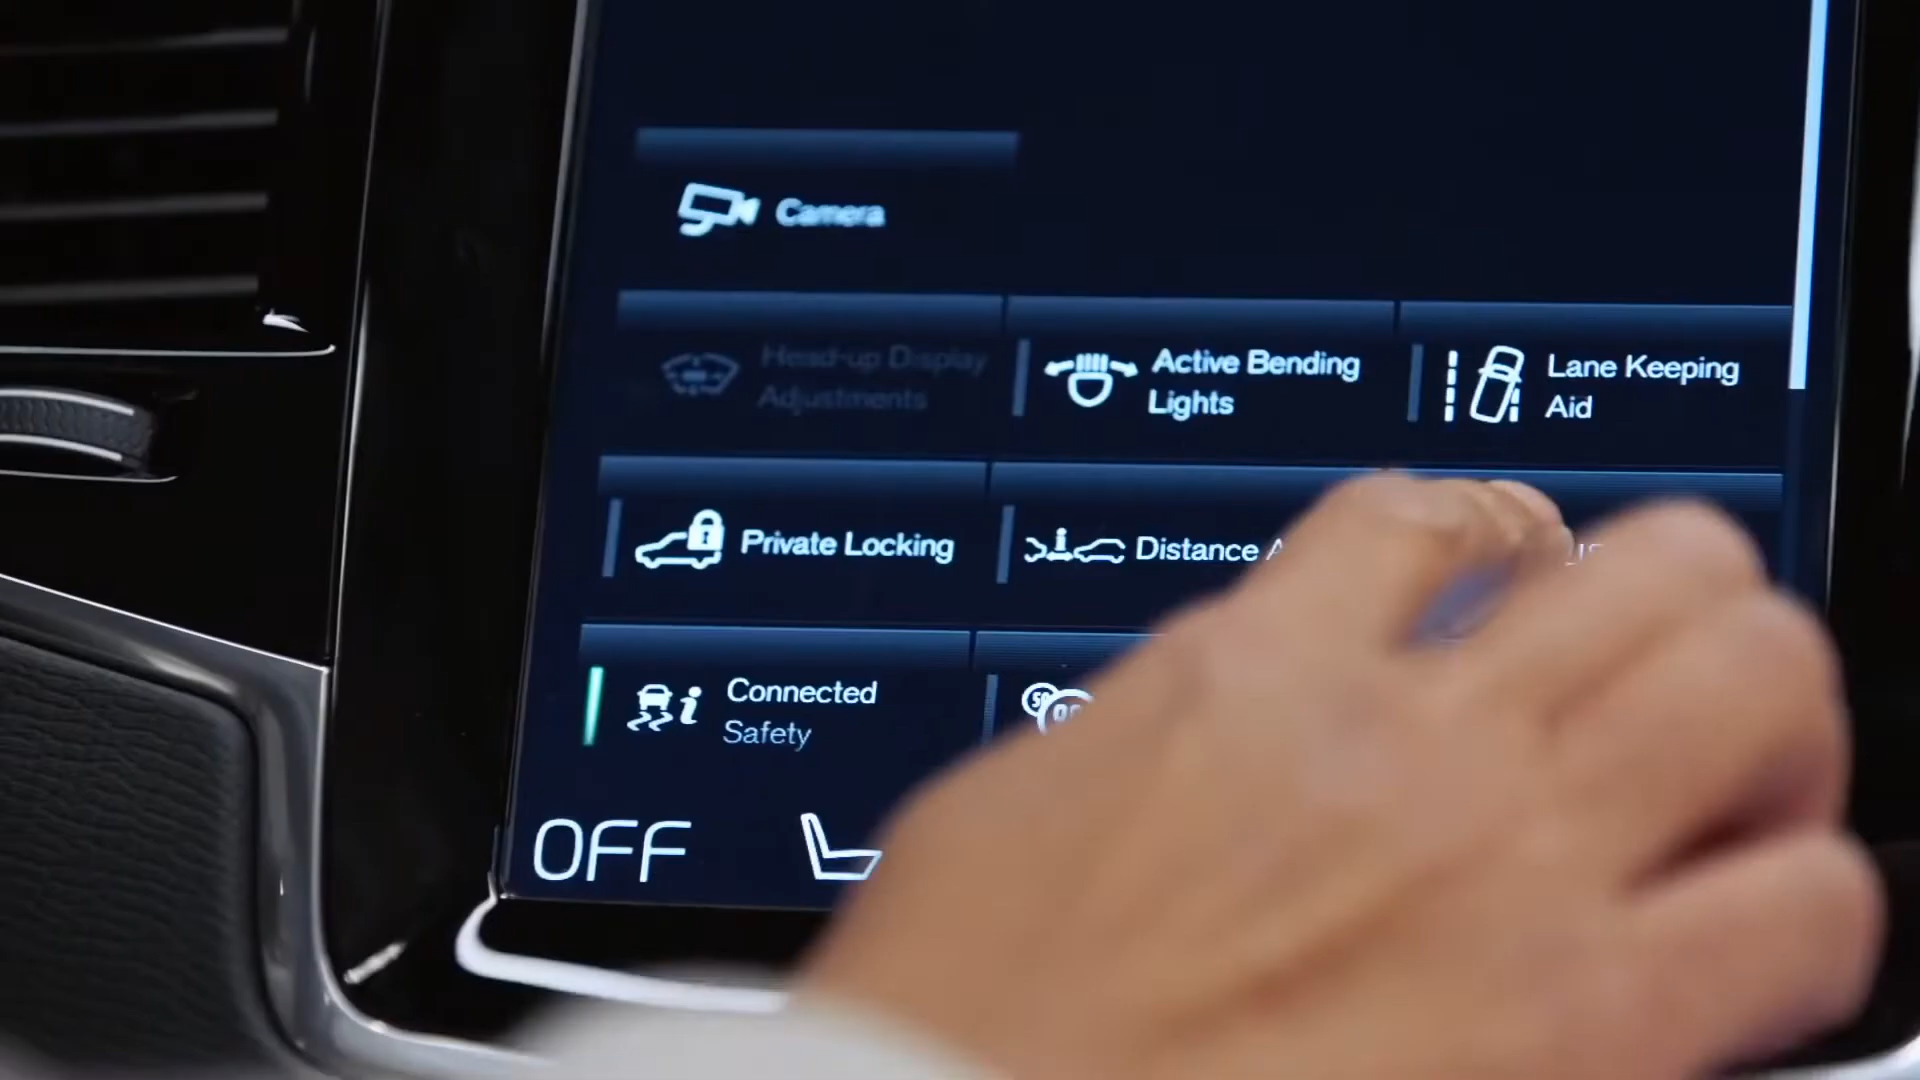 Camera
Head-up Display
Adjustments
Active Bending
Lights
Lane Keeping
Aid
Private Locking
Distance
Connected
Safety
OFF